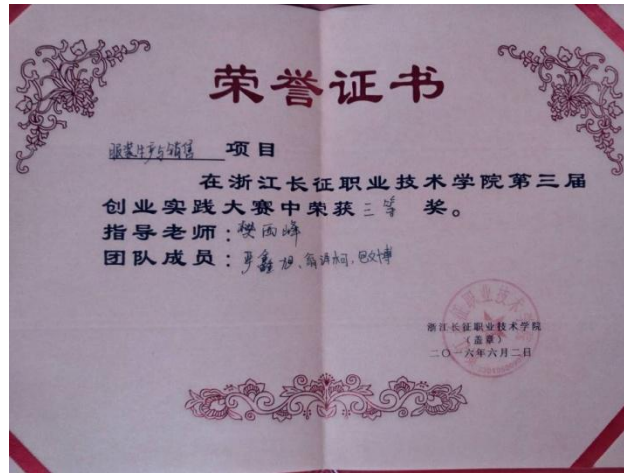 荣誉证书
服装生产与销售 项目
在浙江长征职业技术学院第三届
创业实践大赛中荣获三等 奖。
指导老师：樊西峰
团队成员：
浙江长征职业技术学院
（盖章）
二〇一六年六月二日